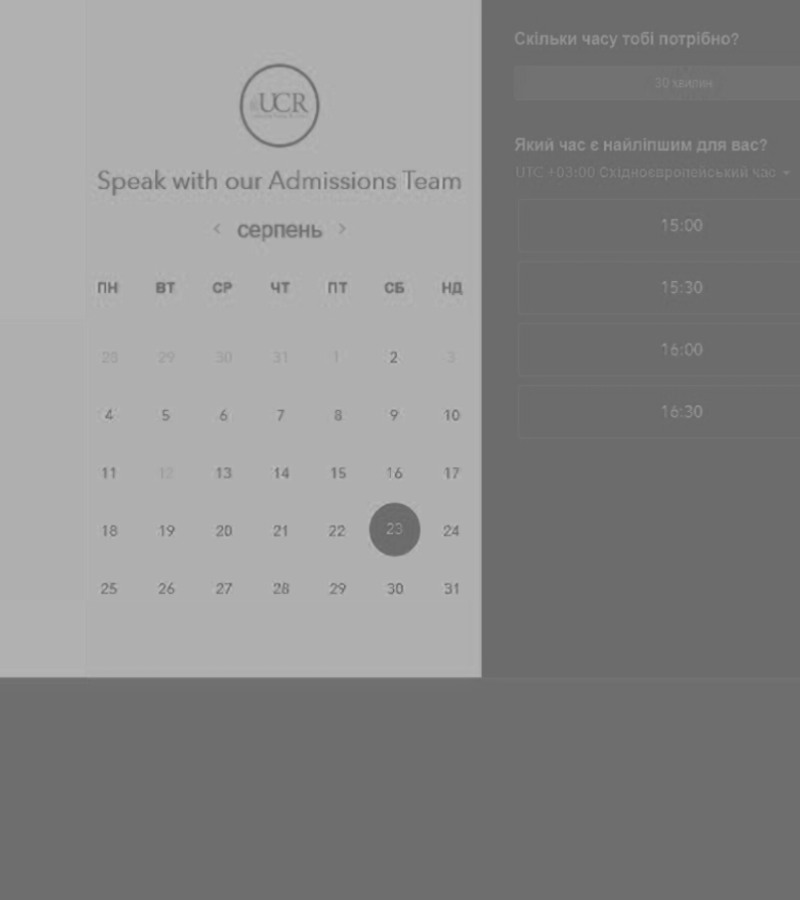 UCR
Speak with our Admissions Team
< серпень >
ПН ВТ СР ЧТ ПТ СБ НД
28 29 30 31 1 2 3
4 5 6 7 8 9 10
11 12 13 14 15 16 17
18 19 20 21 22 23 24
25 26 27 28 29 30 31
Скільки часу тобі потрібно?
30 хвилин
Який час є найліпшим для вас?
UTC +03:00 Східноєвропейський час
15:00
15:30
16:00
16:30